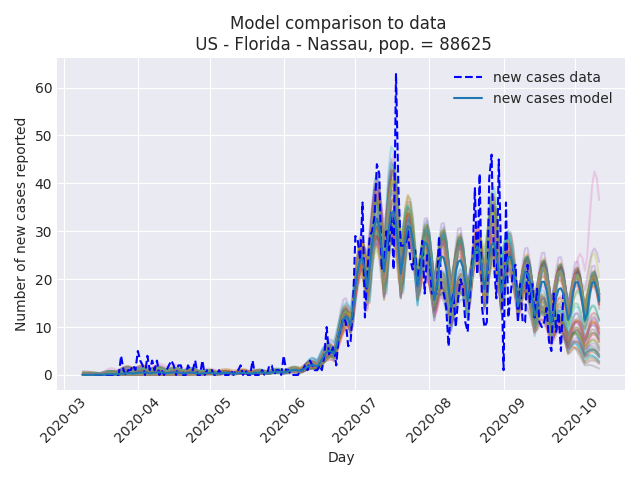 Model comparison to data
US - Florida - Nassau, pop. = 88625
new cases data
new cases model
Number of new cases reported
60
50
40
30
20
10
0
2020-03
2020-04
2020-05
2020-06
2020-07
2020-08
2020-09
2020-10
Day